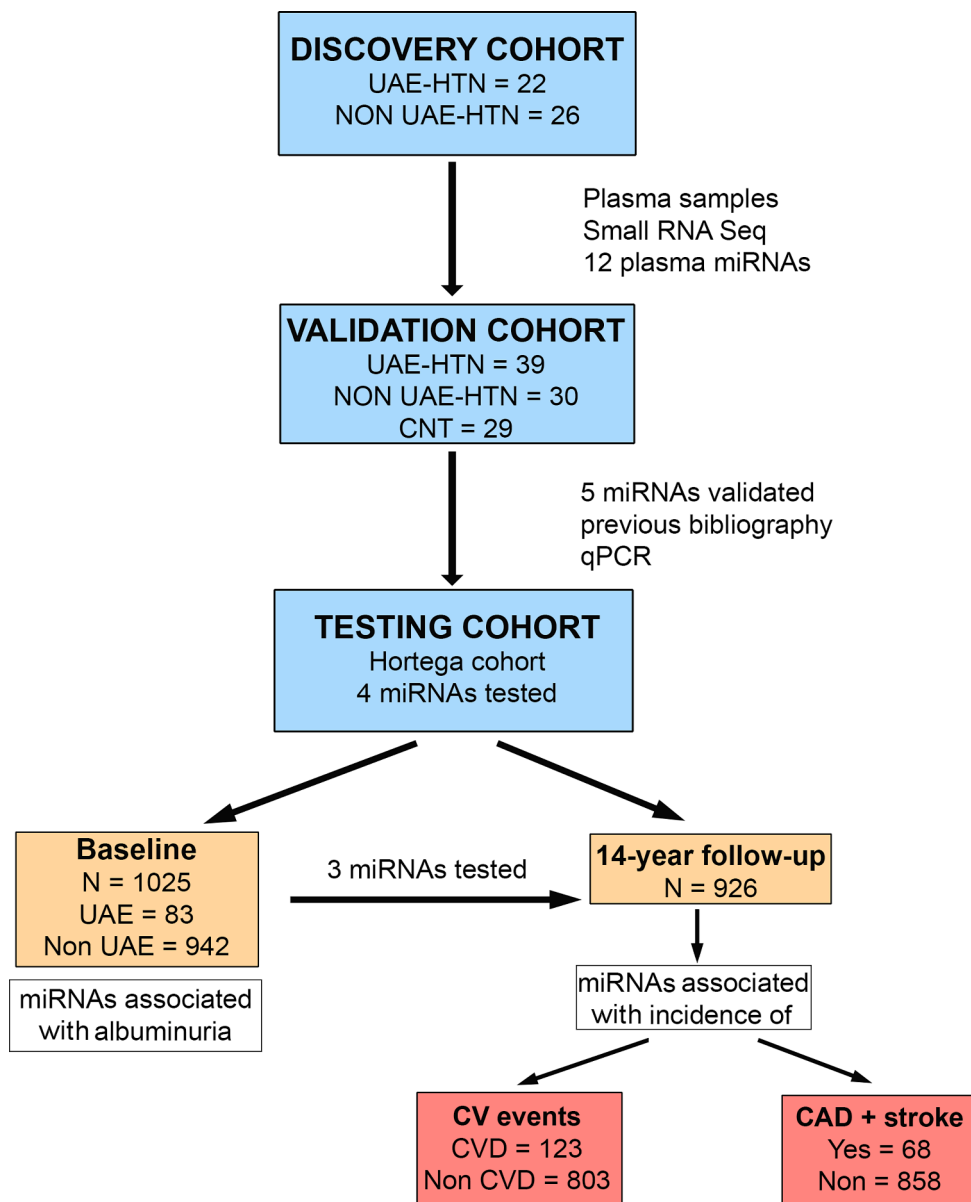 DISCOVERY COHORT
UAE-HTN = 22
NON UAE-HTN = 26
Plasma samples
Small RNA Seq
12 plasma miRNAs
VALIDATION COHORT
UAE-HTN = 39
NON UAE-HTN = 30
CNT = 29
5 miRNAs validated
previous bibliography
qPCR
TESTING COHORT
Hortega cohort
4 miRNAs tested
Baseline
N = 1025
UAE = 83
Non UAE = 942
3 miRNAs tested
14-year follow-up
N = 926
miRNAs associated
with albuminuria
miRNAs associated
with incidence of
CV events
CVD = 123
Non CVD = 803
CAD + stroke
Yes = 68
Non = 858